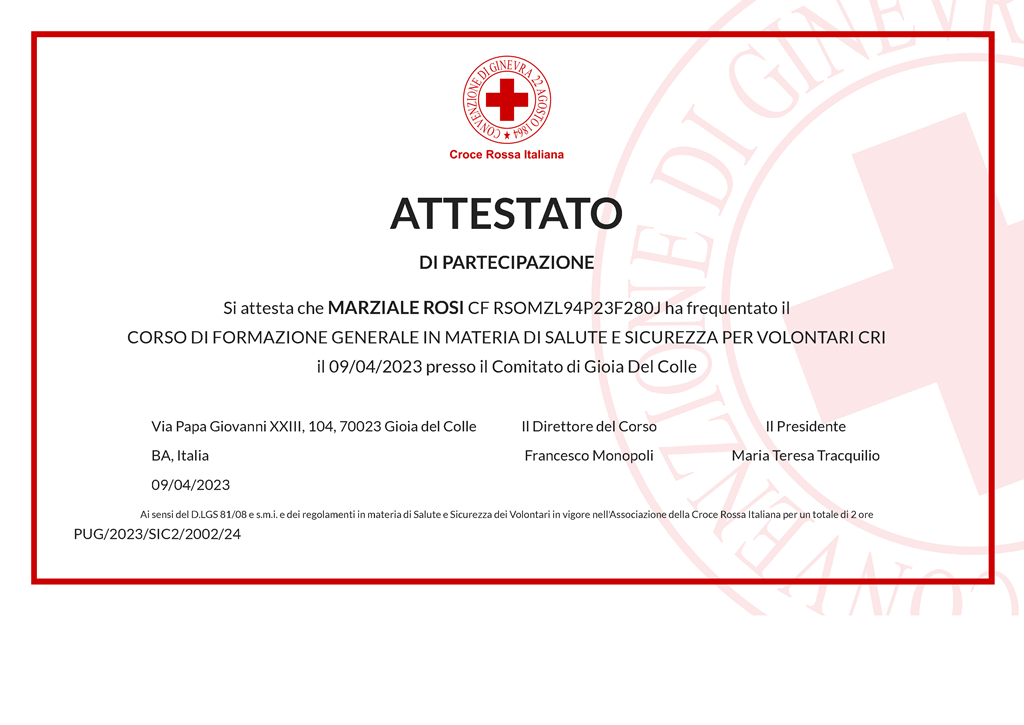 CONVENZIONE DI GINEVRA 22 AGOSTO 1864
Croce Rossa Italiana
ATTESTATO
DI PARTECIPAZIONE
Si attesta che MARZIALE ROSI CF RSOMZL94P23F280J ha frequentato il
CORSO DI FORMAZIONE GENERALE IN MATERIA DI SALUTE E SICUREZZA PER VOLONTARI CRI
il 09/04/2023 presso il Comitato di Gioia Del Colle
Via Papa Giovanni XXIII, 104, 70023 Gioia del Colle
BA, Italia
09/04/2023
Il Direttore del Corso
Francesco Monopoli
Il Presidente
Maria Teresa Tracquilio
Ai sensi del D.LGS 81/08 e s.m.i. e dei regolamenti in materia di Salute e Sicurezza dei Volontari in vigore nell'Associazione della Croce Rossa Italiana per un totale di 2 ore
PUG/2023/SIC2/2002/24
CONVENZIONE DI GINEVR